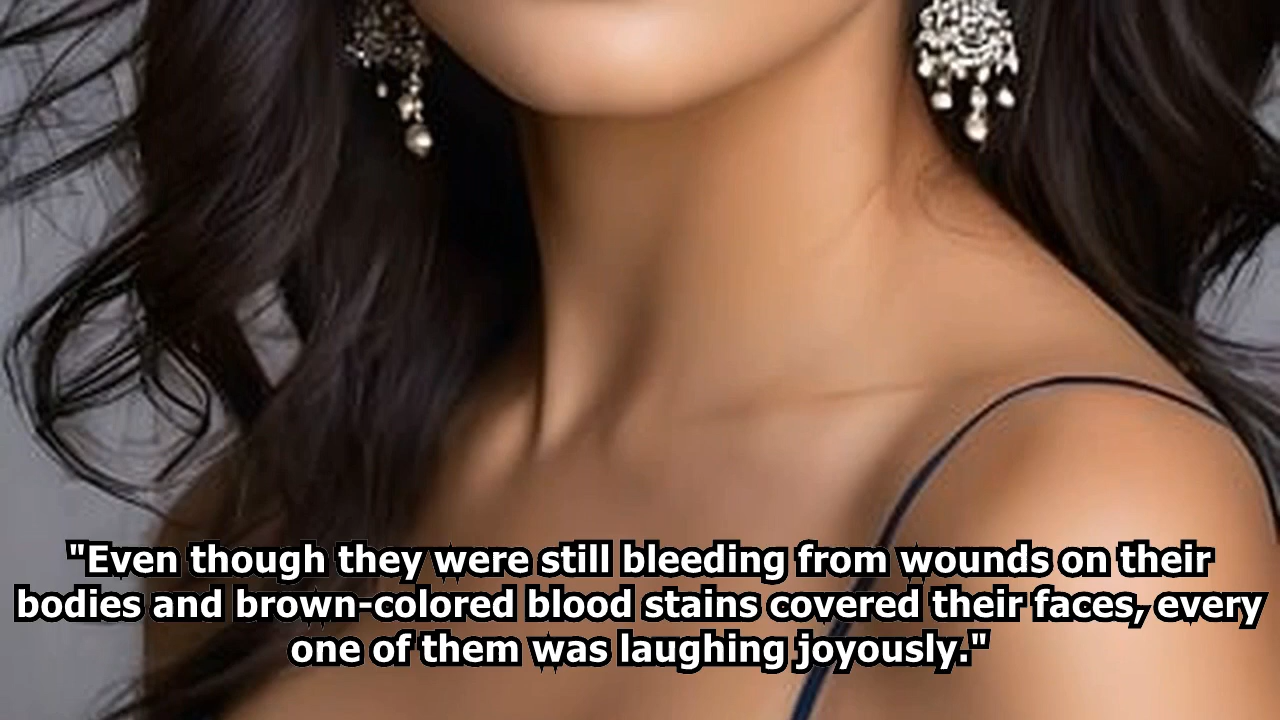 "Even though they were still bleeding from wounds on their
bodies and brown-colored blood stains covered their faces, every
one of them was laughing joyously."